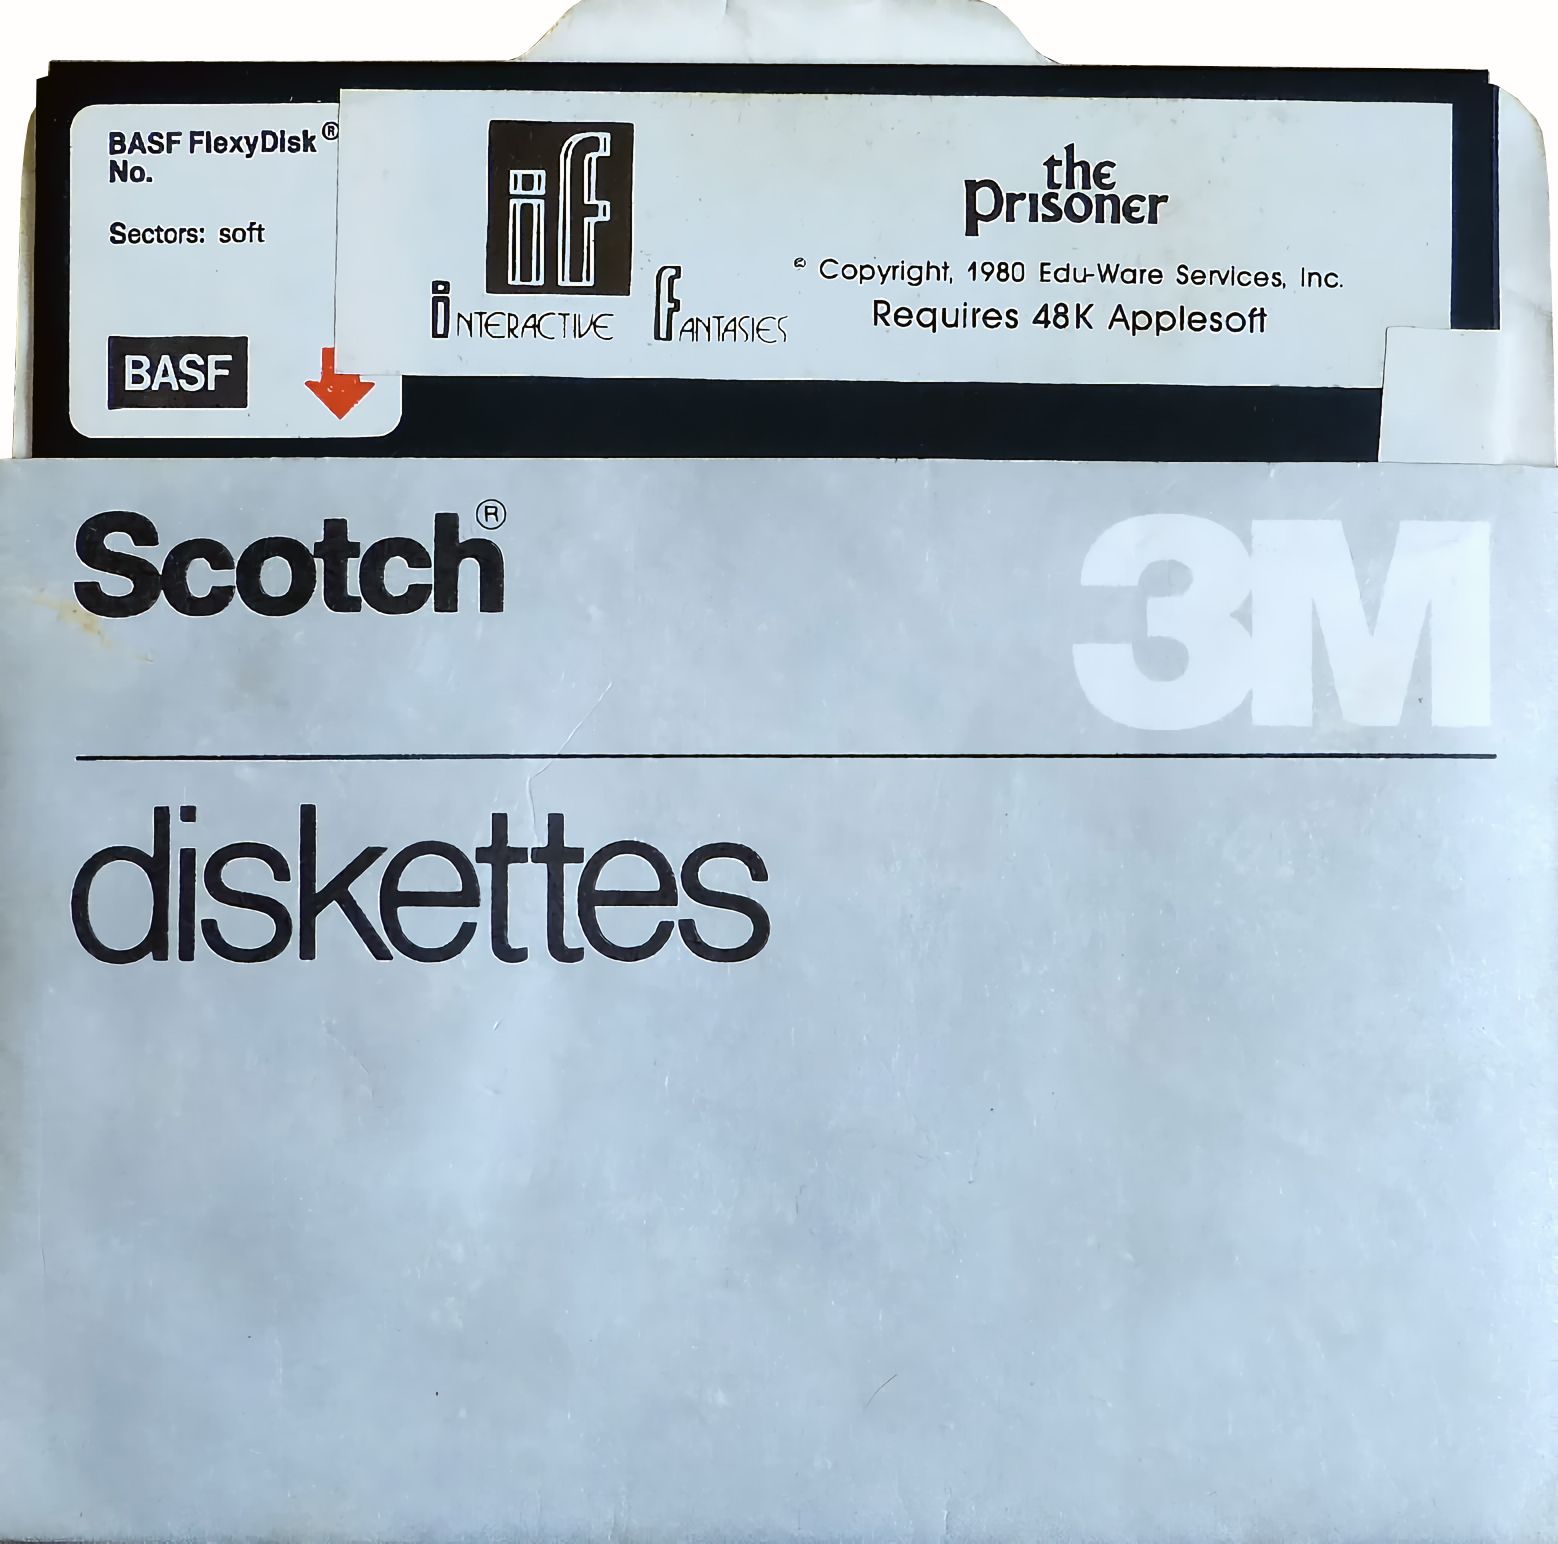 BASF FlexyDisk®
No.
Sectors: soft
BASF
if
Interactive Fantasies
the
Prisoner
© Copyright, 1980 Edu-Ware Services, Inc.
Requires 48K Applesoft
Scotch®
3M
diskettes